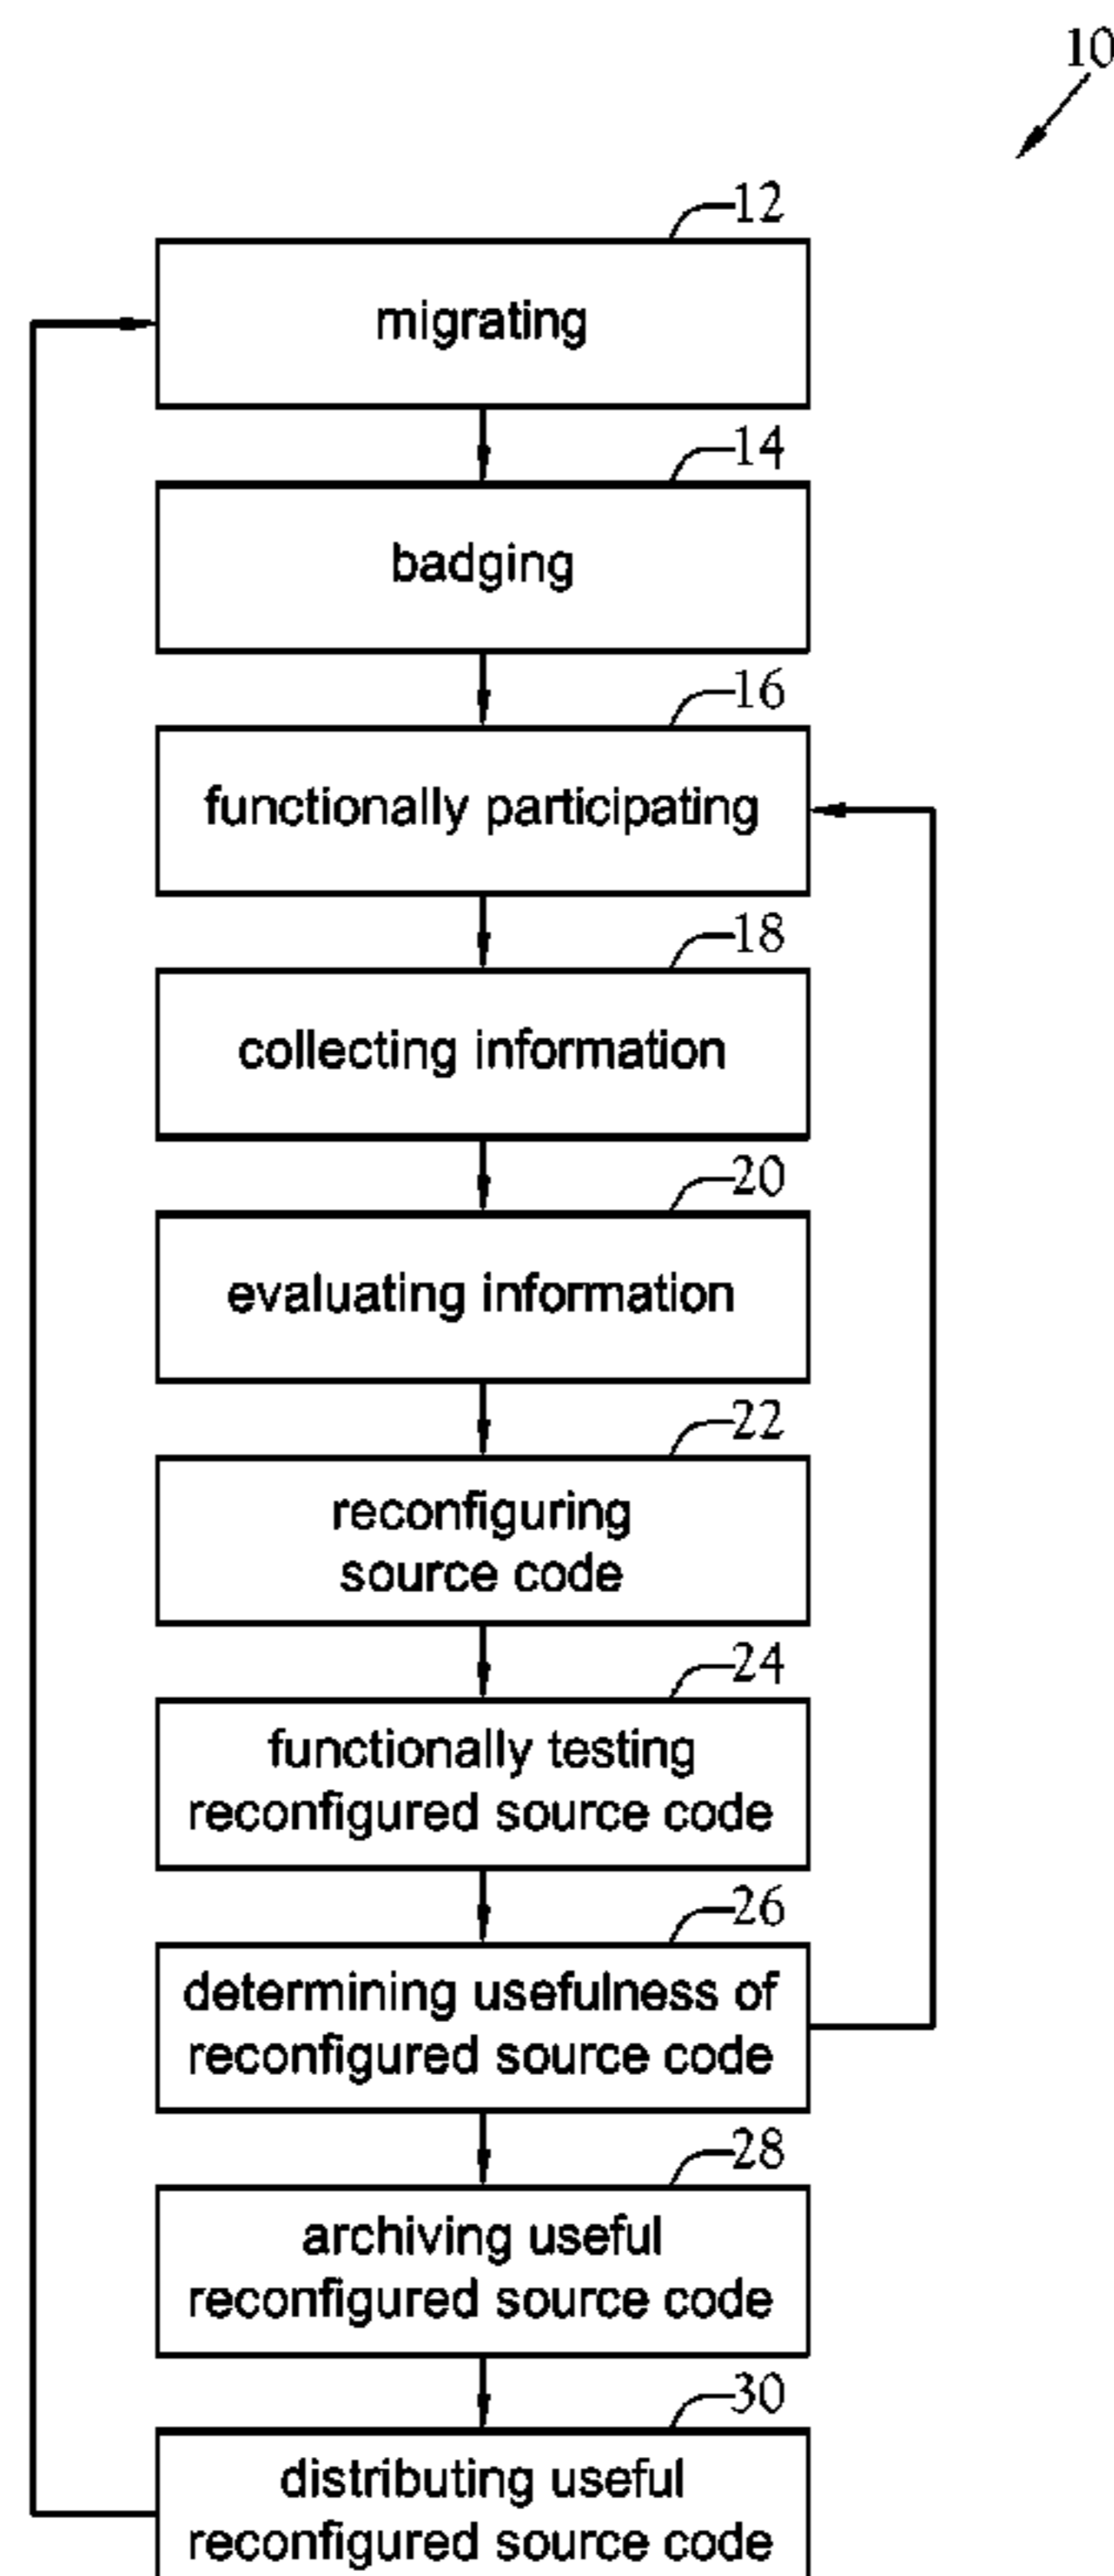 10
12
migrating
14
badging
16
functionally participating
18
collecting information
20
evaluating information
22
reconfiguring
source code
24
functionally testing
reconfigured source code
26
determining usefulness of
reconfigured source code
28
archiving useful
reconfigured source code
30
distributing useful
reconfigured source code